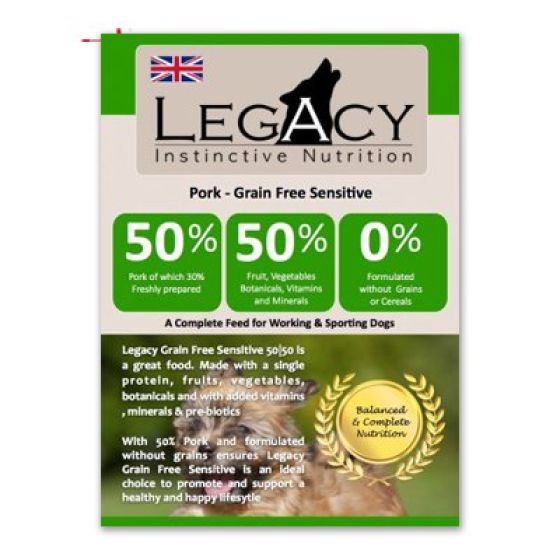 LEGACY
Instinctive Nutrition
Pork - Grain Free Sensitive
50%
Pork of which 30%
Freshly prepared
50%
Fruit, Vegetables
Botanicals, Vitamins
and Minerals
0%
Formulated
without Grains
or Cereals
A Complete Feed for Working & Sporting Dogs
Legacy Grain Free Sensitive 50|50 is
a great food. Made with a single
protein, fruits, vegetables,
botanicals and with added vitamins
, minerals & pre-biotics
With 50% Pork and formulated
without grains ensures Legacy
Grain Free Sensitive is an ideal
choice to promote and support a
healthy and happy lifesytle
Balanced
& Complete
Nutrition